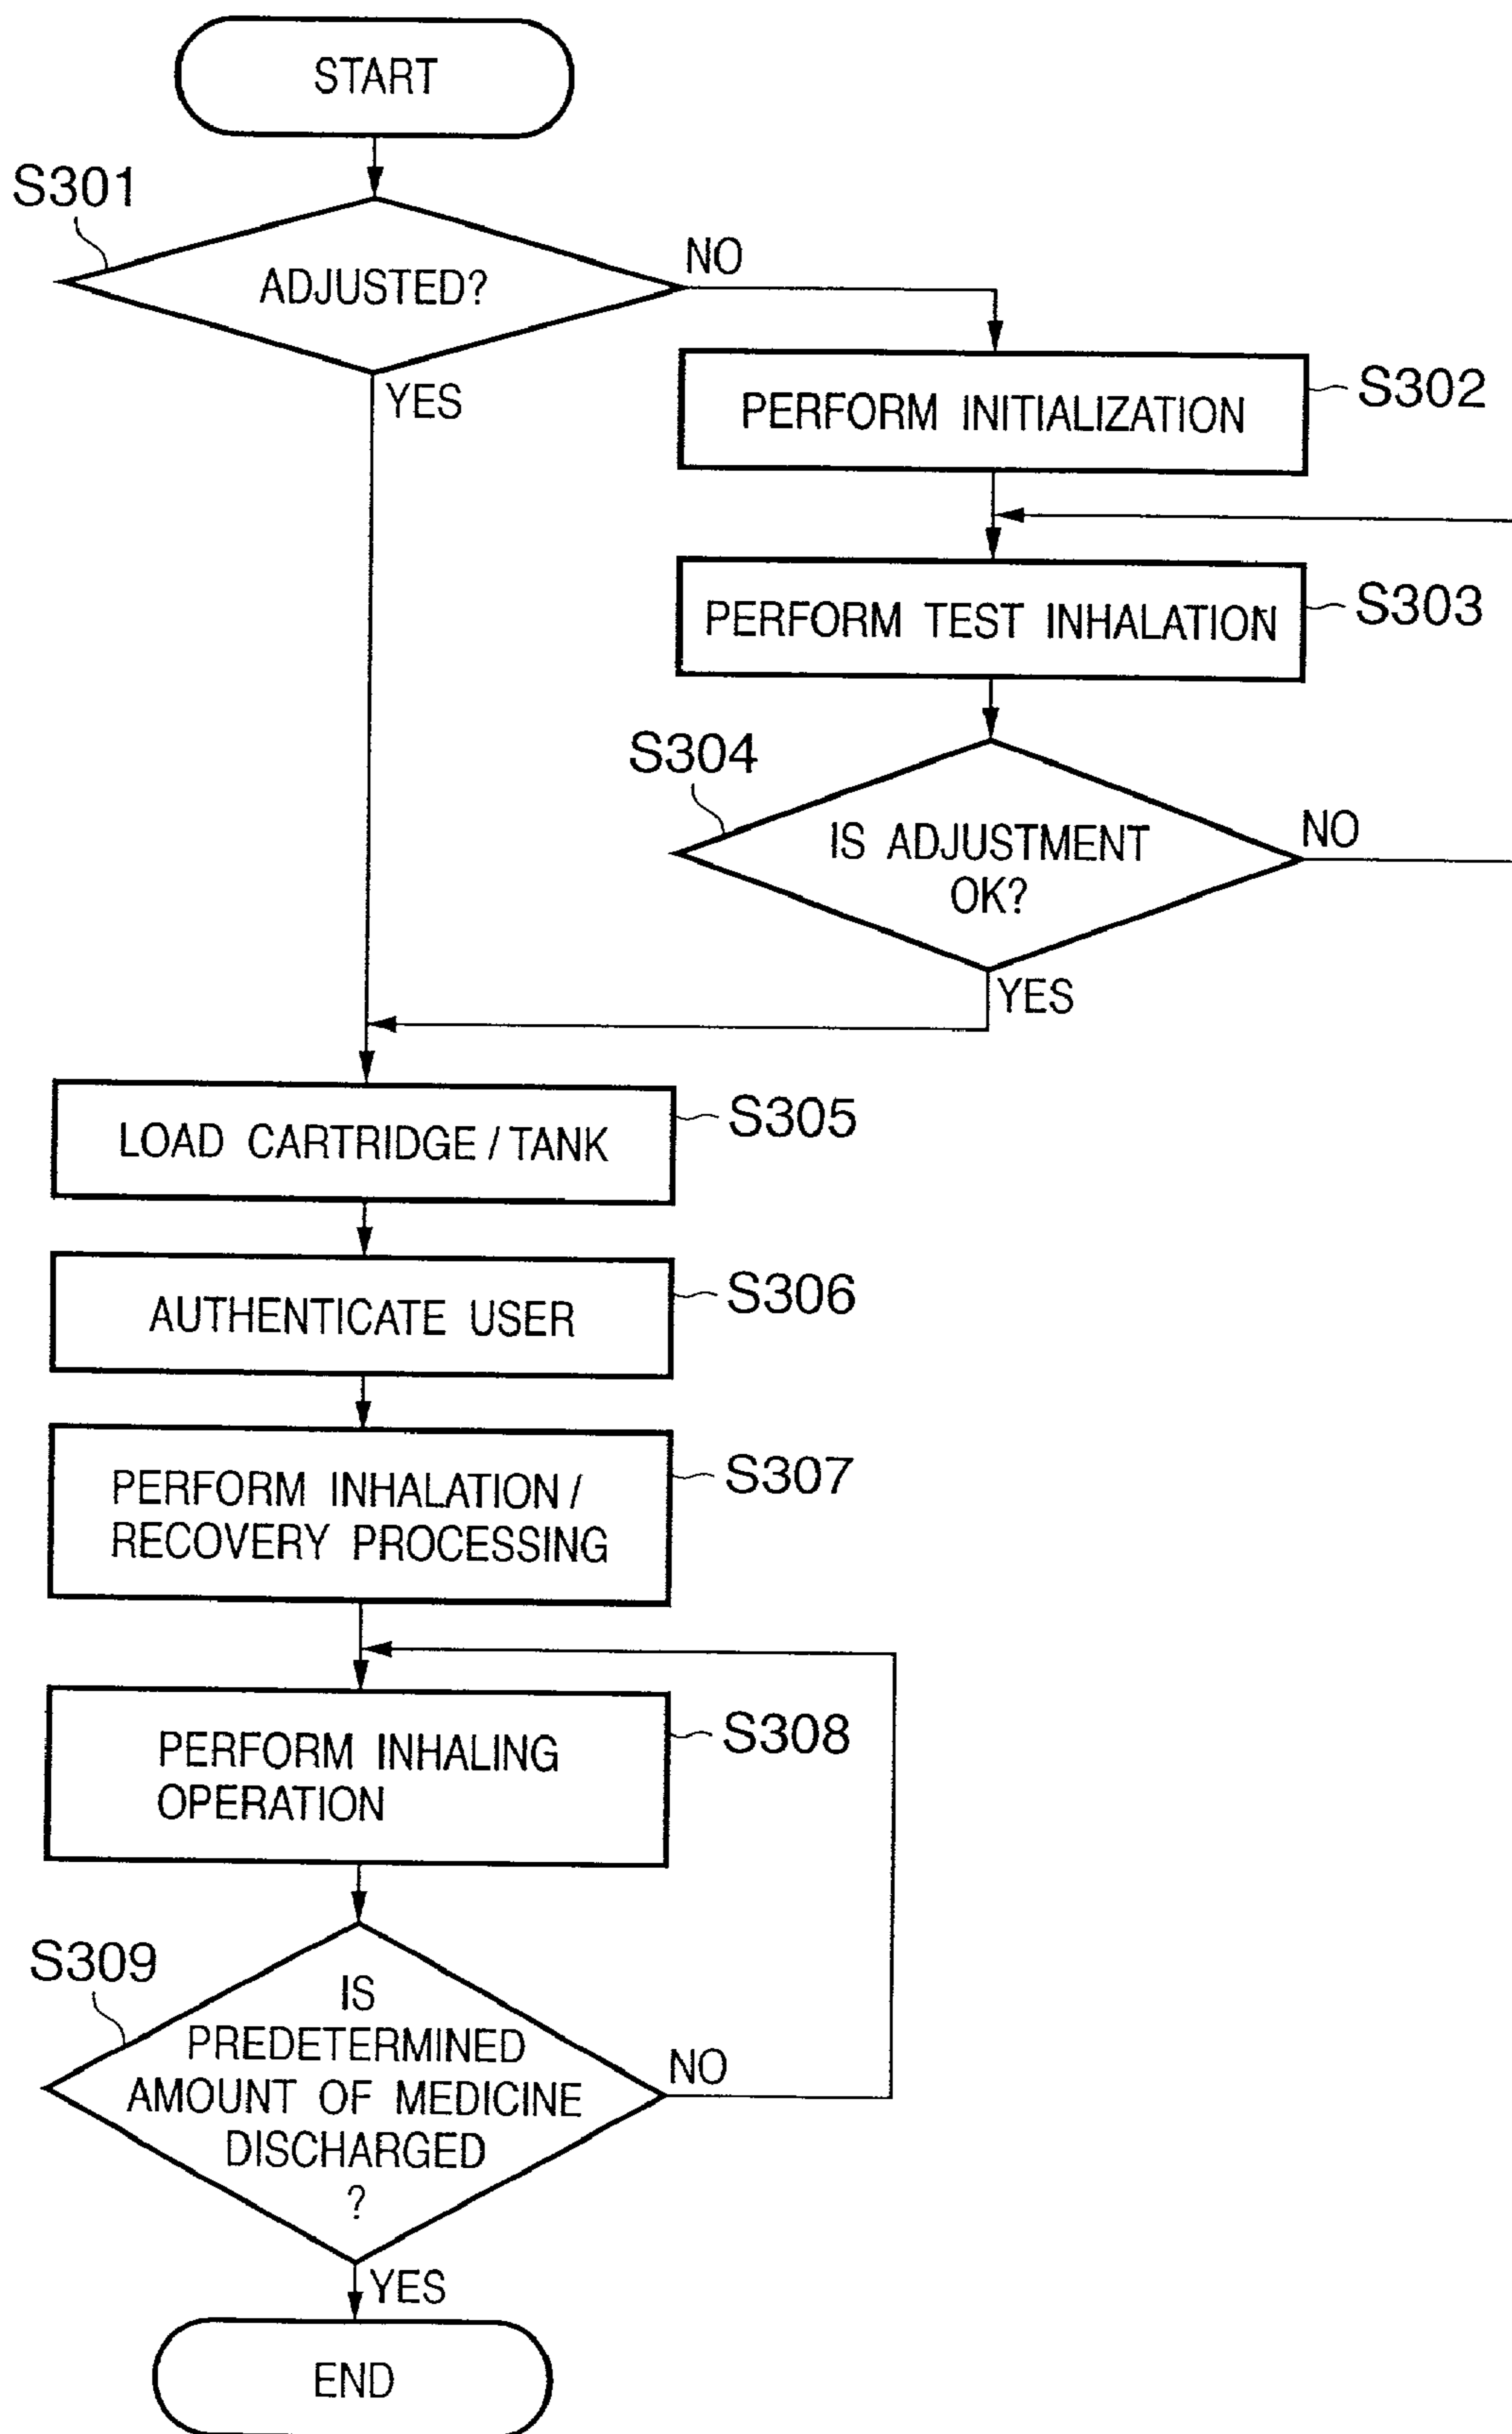 START
S301
ADJUSTED?
NO
YES
PERFORM INITIALIZATION
S302
PERFORM TEST INHALATION
S303
S304
IS ADJUSTMENT
OK?
NO
YES
LOAD CARTRIDGE / TANK
S305
AUTHENTICATE USER
S306
PERFORM INHALATION /
RECOVERY PROCESSING
S307
PERFORM INHALING
OPERATION
S308
S309
IS
PREDETERMINED
AMOUNT OF MEDICINE
DISCHARGED
?
NO
YES
END